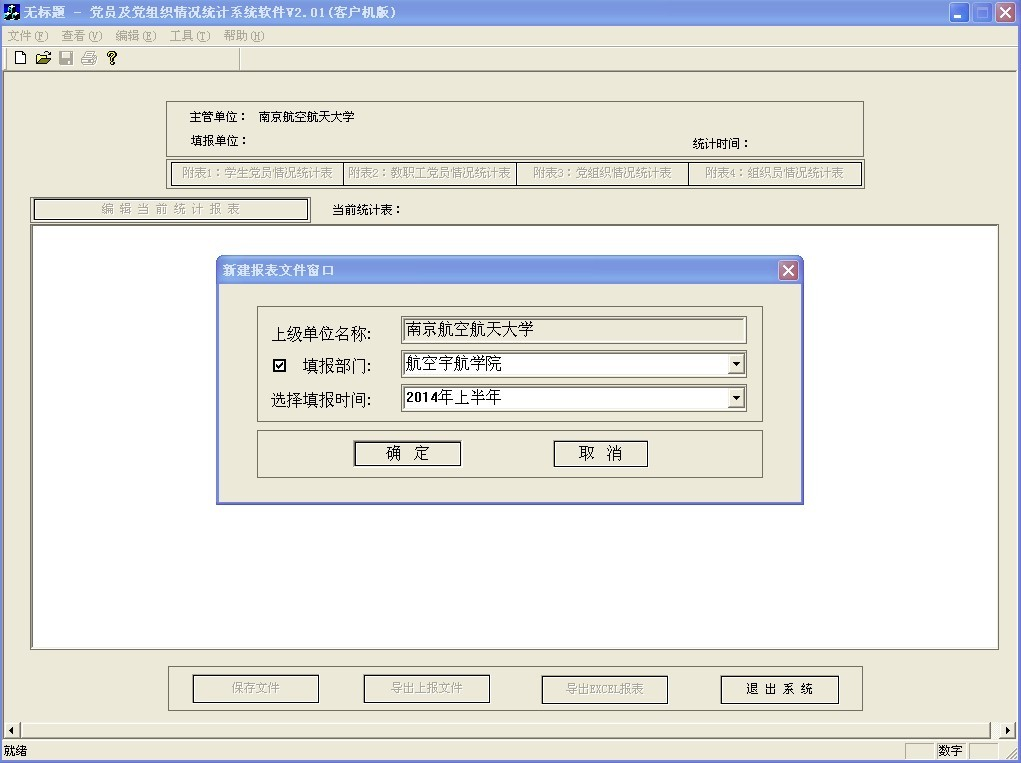 无标题 - 党员及党组织情况统计系统软件V2.01(客户机版)
文件(F) 查看(V) 编辑(E) 工具(T) 帮助(H)
主管单位： 南京航空航天大学
填报单位：
统计时间：
附表1：学生党员情况统计表 附表2：教职工党员情况统计表 附表3：党组织情况统计表 附表4：组织员情况统计表
编辑当前统计报表 当前统计表：
新建报表文件窗口
上级单位名称: 南京航空航天大学
填报部门: 航空宇航学院
选择填报时间: 2014年上半年
确 定 取 消
保存文件 导出上报文件 导出EXCEL报表 退 出 系 统
就绪 数字